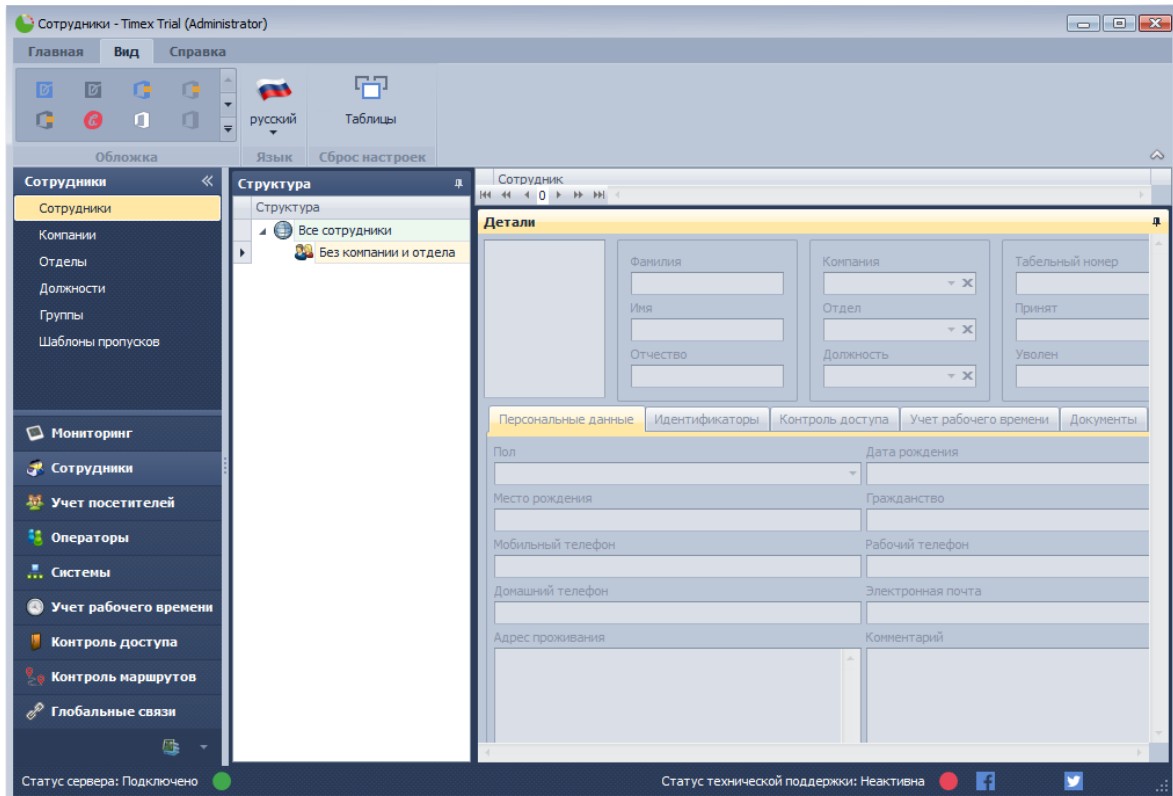 Сотрудники - Timex Trial (Administrator)
Главная Вид Справка
русский
Таблицы
Обложка Язык Сброс настроек
Сотрудники
Сотрудники
Компании
Отделы
Должности
Группы
Шаблоны пропусков
Мониторинг
Сотрудники
Учет посетителей
Операторы
Системы
Учет рабочего времени
Контроль доступа
Контроль маршрутов
Глобальные связи
Структура
Структура
Все сотрудники
Без компании и отдела
Сотрудник
0
Детали
Фамилия Компания Табельный номер
Имя Отдел Принят
Отчество Должность Уволен
Персональные данные Идентификаторы Контроль доступа Учет рабочего времени Документы
Пол Дата рождения
Место рождения Гражданство
Мобильный телефон Рабочий телефон
Домашний телефон Электронная почта
Адрес проживания Комментарий
Статус сервера: Подключено Статус технической поддержки: Неактивна